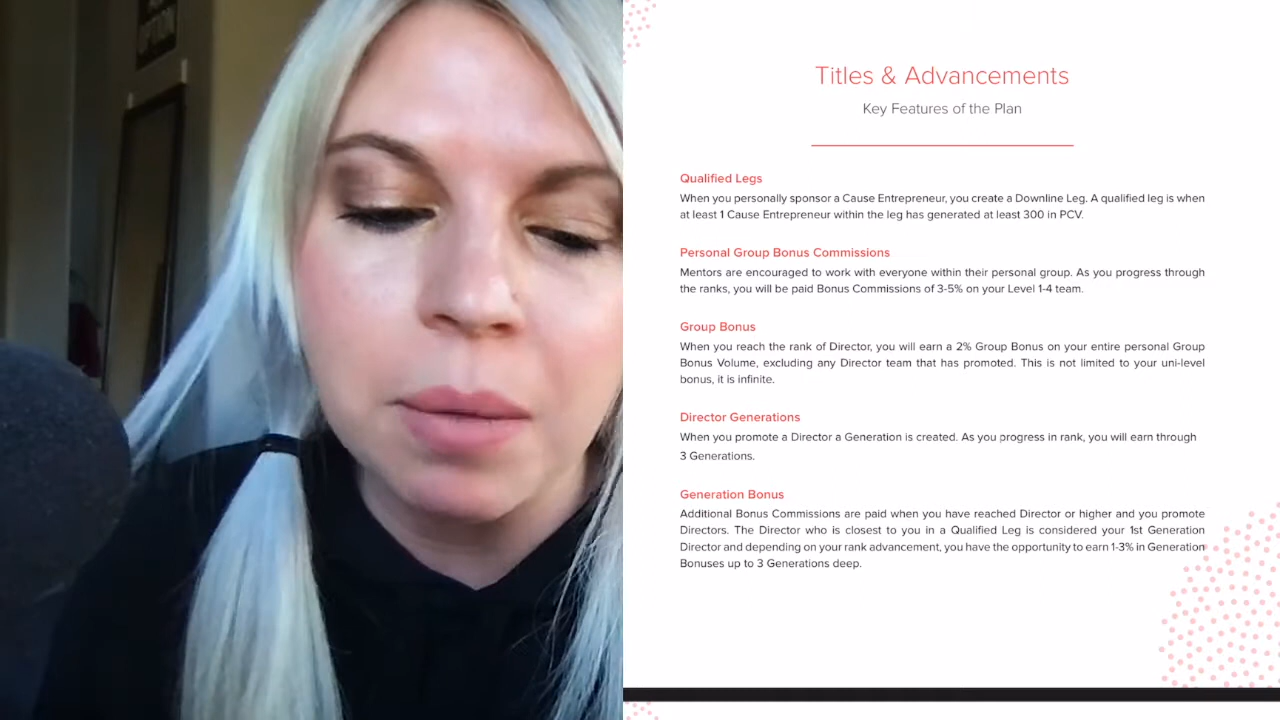 OPTION
Titles & Advancements
Key Features of the Plan
Qualified Legs
When you personally sponsor a Cause Entrepreneur, you create a Downline Leg. A qualified leg is when
at least 1 Cause Entrepreneur within the leg has generated at least 300 in PCV.
Personal Group Bonus Commissions
Mentors are encouraged to work with everyone within their personal group. As you progress through
the ranks, you will be paid Bonus Commissions of 3-5% on your Level 1-4 team.
Group Bonus
When you reach the rank of Director, you will earn a 2% Group Bonus on your entire personal Group
Bonus Volume, excluding any Director team that has promoted. This is not limited to your uni-level
bonus, it is infinite.
Director Generations
When you promote a Director a Generation is created. As you progress in rank, you will earn through
3 Generations.
Generation Bonus
Additional Bonus Commissions are paid when you have reached Director or higher and you promote
Directors. The Director who is closest to you in a Qualified Leg is considered your 1st Generation
Director and depending on your rank advancement, you have the opportunity to earn 1-3% in Generation
Bonuses up to 3 Generations deep.